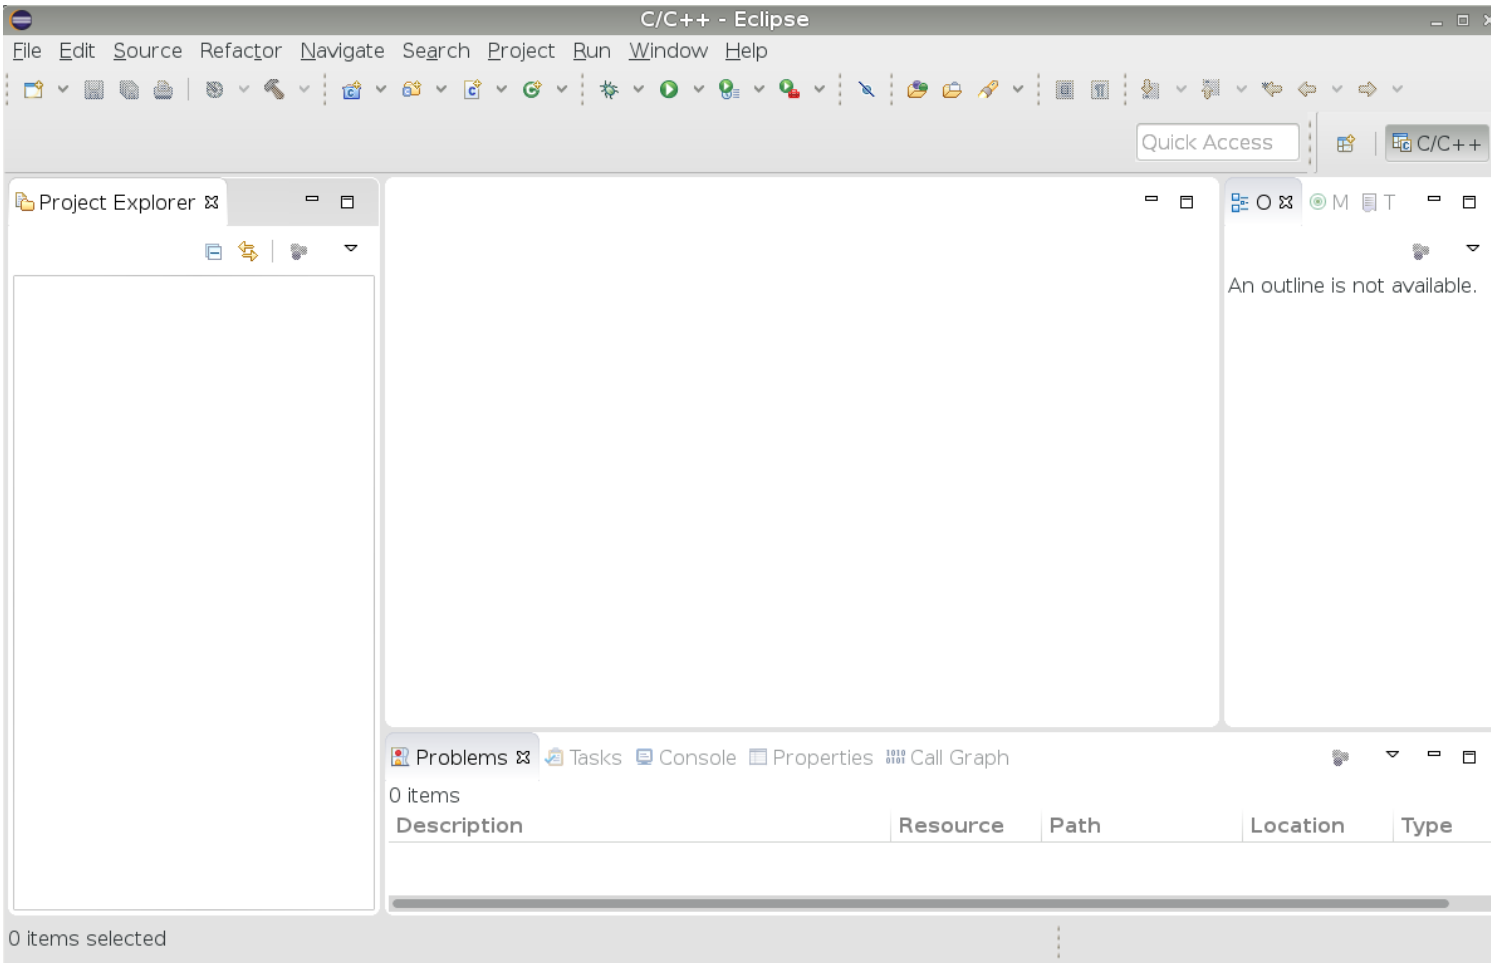 C/C++ - Eclipse
File Edit Source Refactor Navigate Search Project Run Window Help
Quick Access
C/C++
Project Explorer
O M T
An outline is not available.
Problems Tasks Console Properties Call Graph
0 items
Description Resource Path Location Type
0 items selected